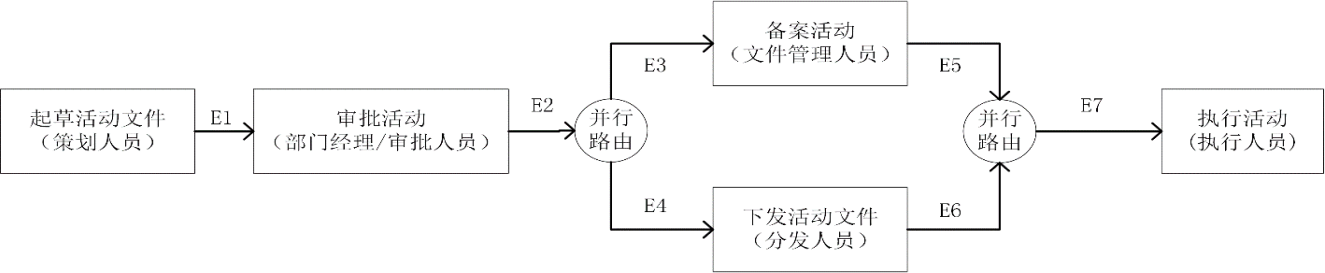 起草活动文件
（策划人员）
E1
审批活动
（部门经理/审批人员）
E2
并行
路由
E3
备案活动
（文件管理人员）
E5
E4
下发活动文件
（分发人员）
E6
并行
路由
E7
执行活动
(执行人员)